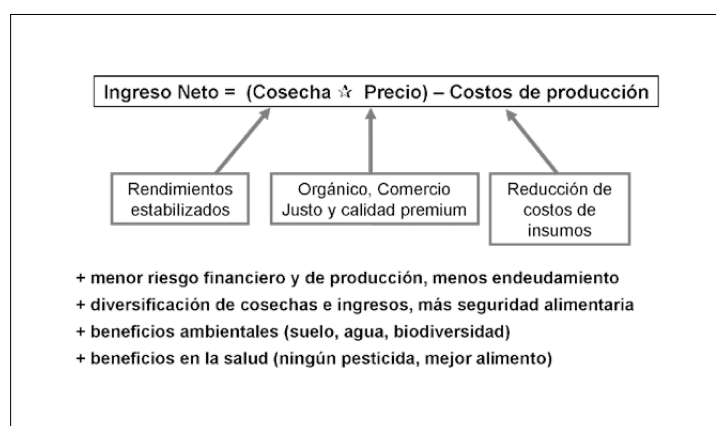 Ingreso Neto = (Cosecha ☆ Precio) – Costos de producción
Rendimientos
estabilizados
Orgánico, Comercio
Justo y calidad premium
Reducción de
costos de
insumos
+ menor riesgo financiero y de producción, menos endeudamiento
+ diversificación de cosechas e ingresos, más seguridad alimentaria
+ beneficios ambientales (suelo, agua, biodiversidad)
+ beneficios en la salud (ningún pesticida, mejor alimento)